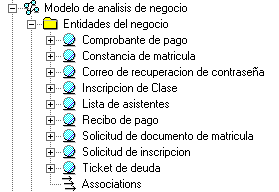 Modelo de analisis de negocio
Entidades del negocio
Comprobante de pago
Constancia de matricula
Correo de recuperacion de contraseña
Inscripcion de Clase
Lista de asistentes
Recibo de pago
Solicitud de documento de matricula
Solicitud de inscripcion
Ticket de deuda
Associations